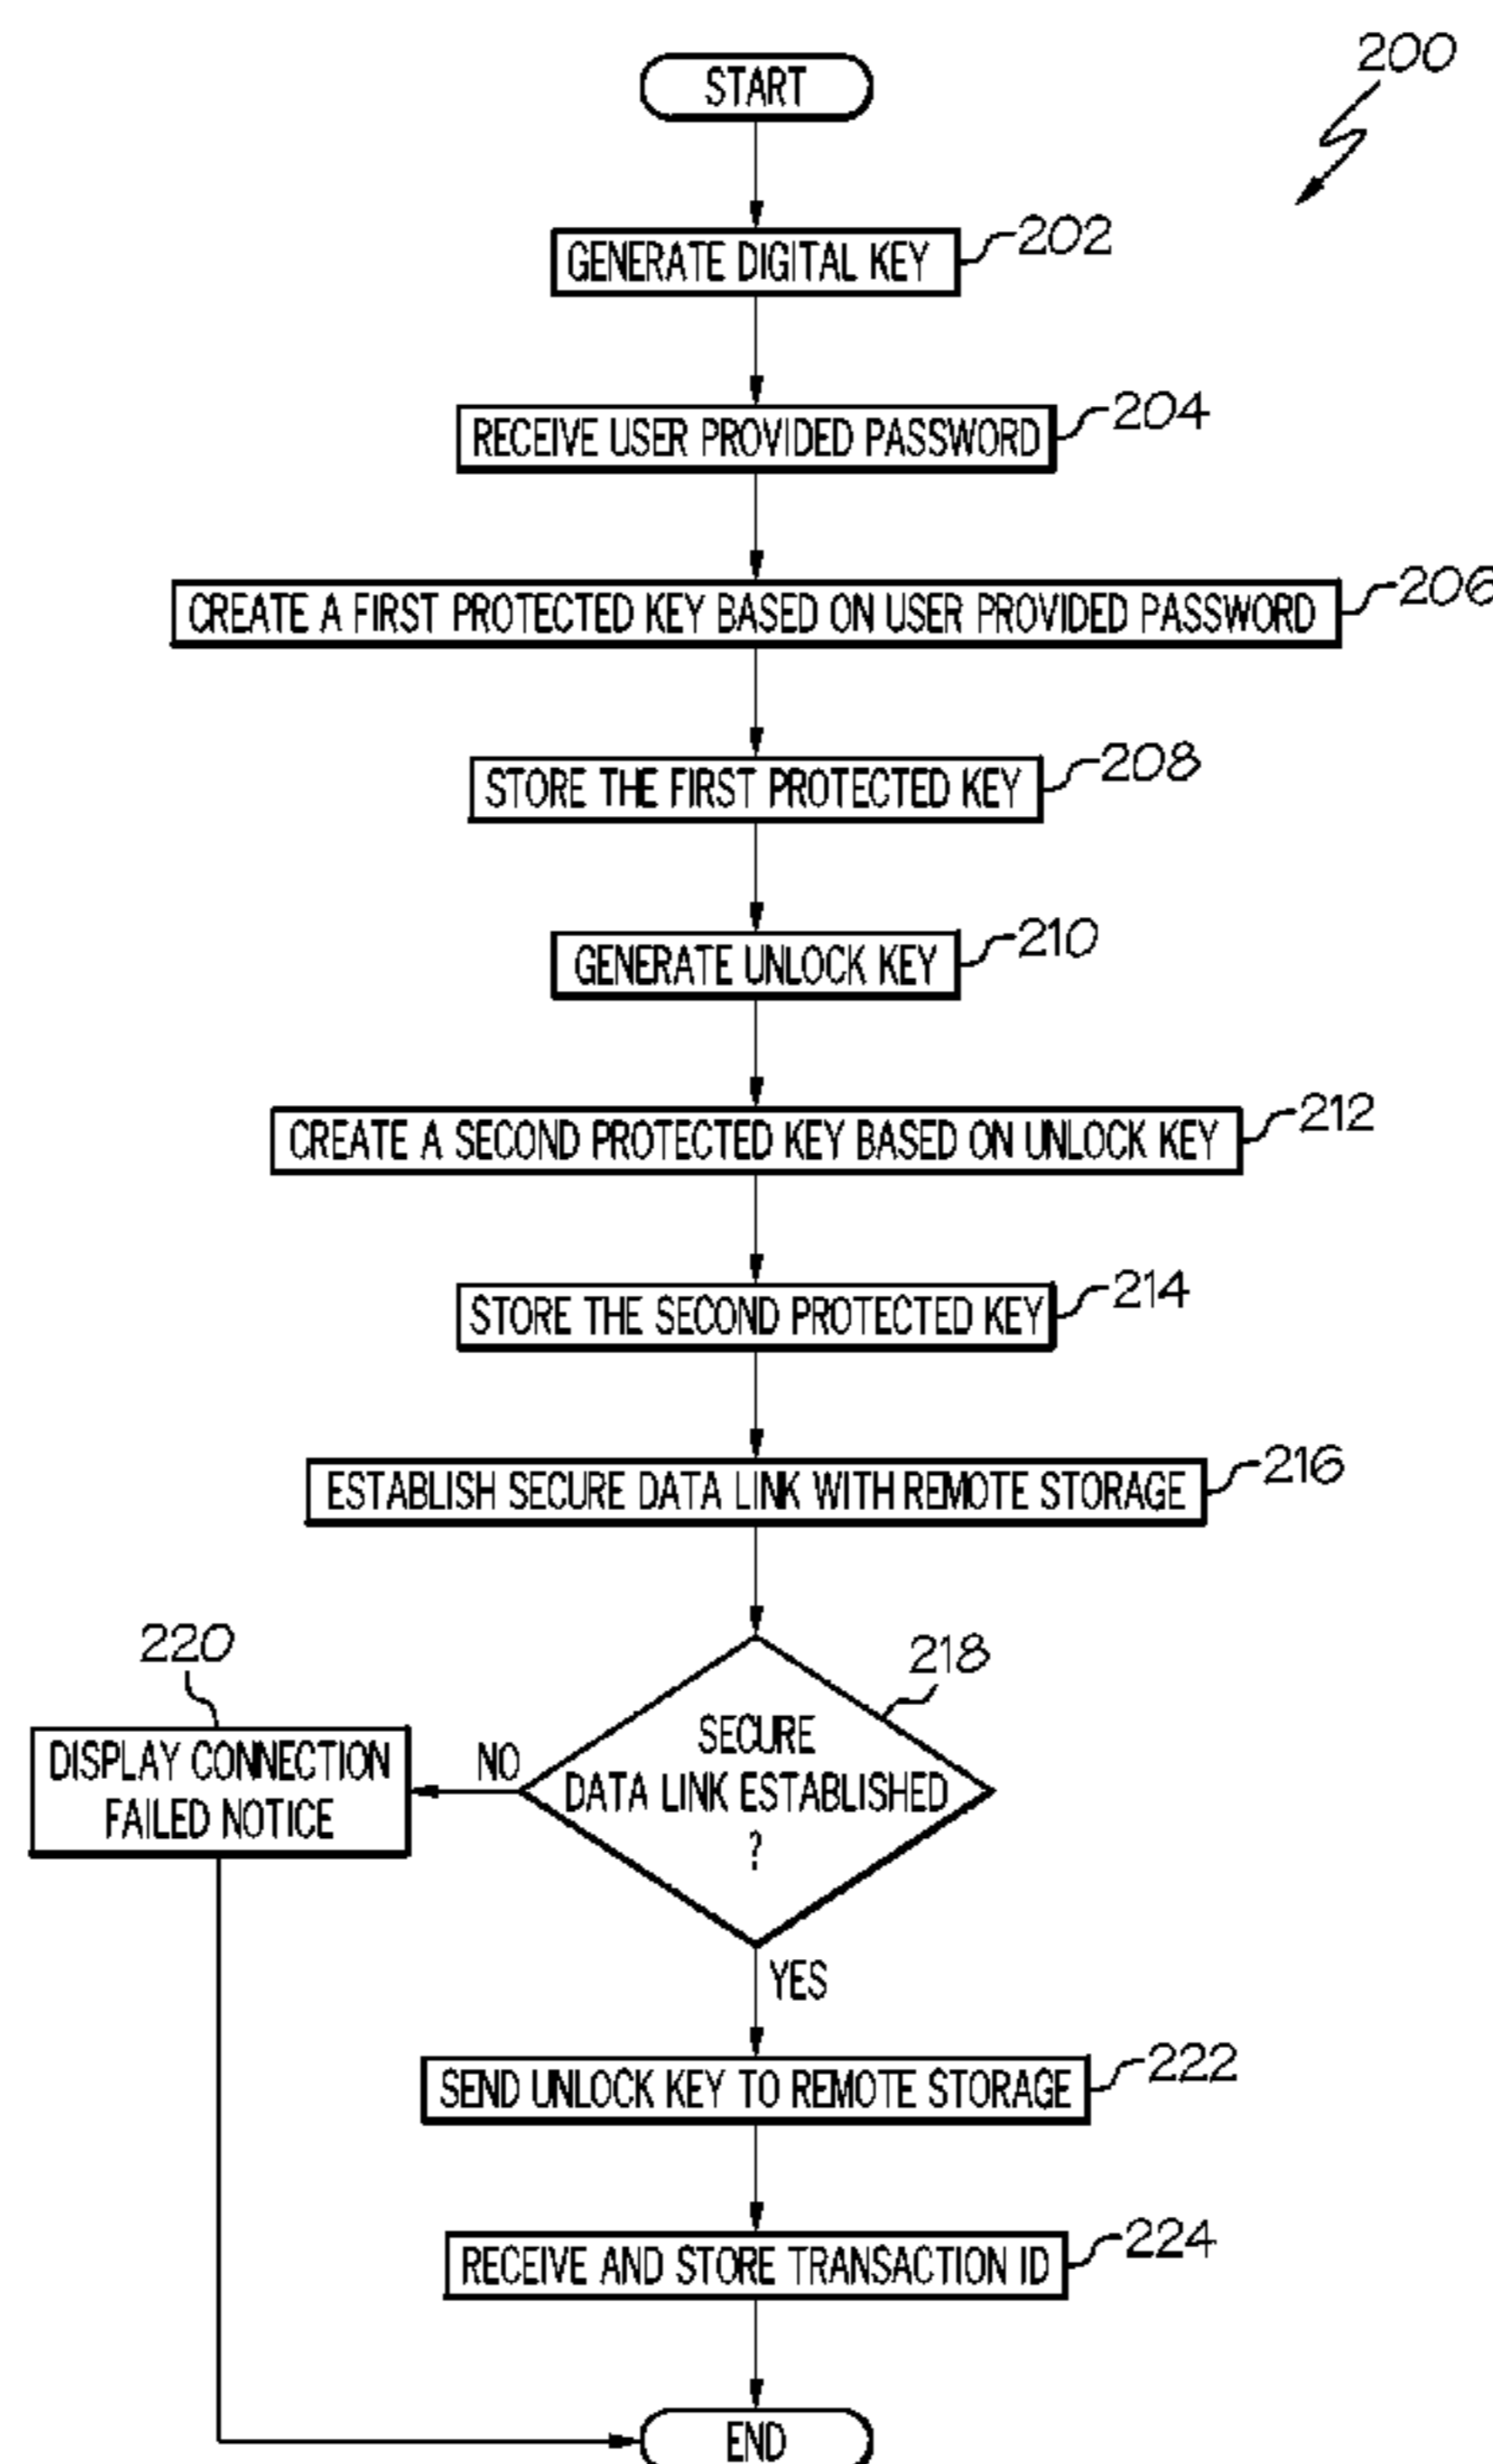 START
200
GENERATE DIGITAL KEY
202
RECEIVE USER PROVIDED PASSWORD
204
CREATE A FIRST PROTECTED KEY BASED ON USER PROVIDED PASSWORD
206
STORE THE FIRST PROTECTED KEY
208
GENERATE UNLOCK KEY
210
CREATE A SECOND PROTECTED KEY BASED ON UNLOCK KEY
212
STORE THE SECOND PROTECTED KEY
214
ESTABLISH SECURE DATA LINK WITH REMOTE STORAGE
216
SECURE
DATA LINK ESTABLISHED
?
218
NO
220
DISPLAY CONNECTION
FAILED NOTICE
YES
SEND UNLOCK KEY TO REMOTE STORAGE
222
RECEIVE AND STORE TRANSACTION ID
224
END